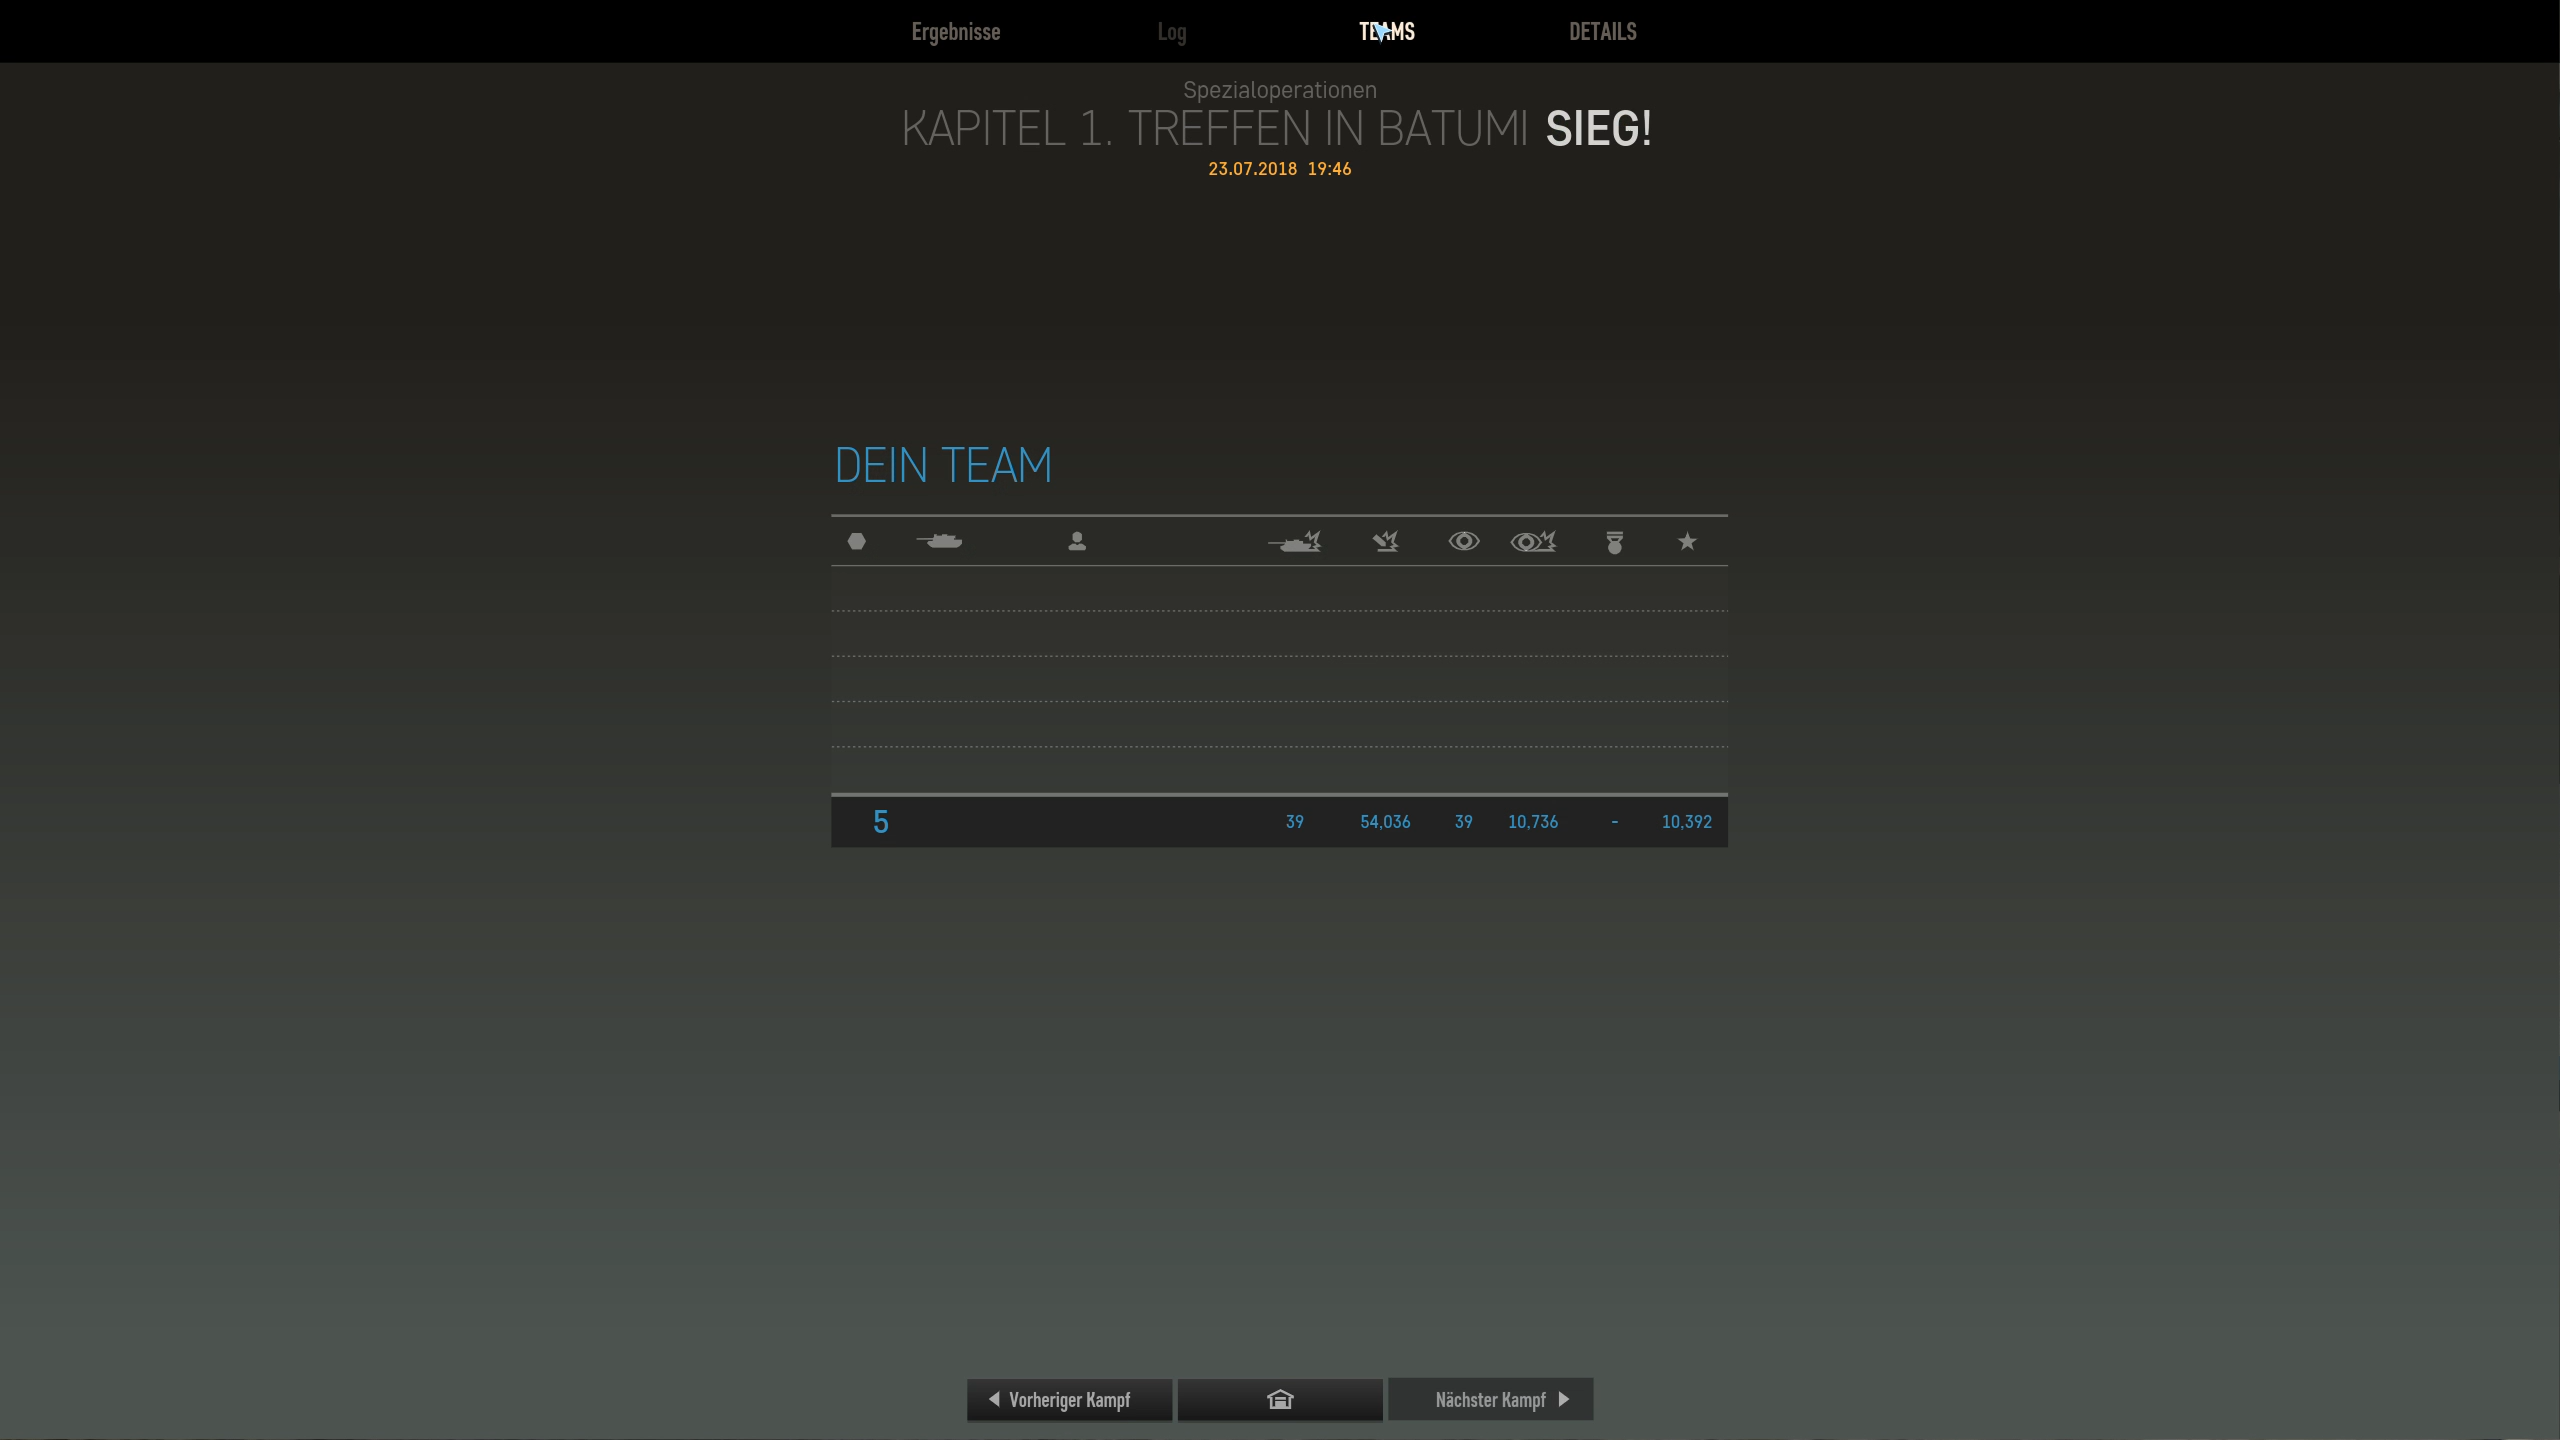 Ergebnisse Log TEAMS DETAILS
Spezialoperationen
KAPITEL 1. TREFFEN IN BATUMI SIEG!
23.07.2018 19:46
DEIN TEAM
5 39 54,036 39 10,736 - 10,392
Vorheriger Kampf Nächster Kampf